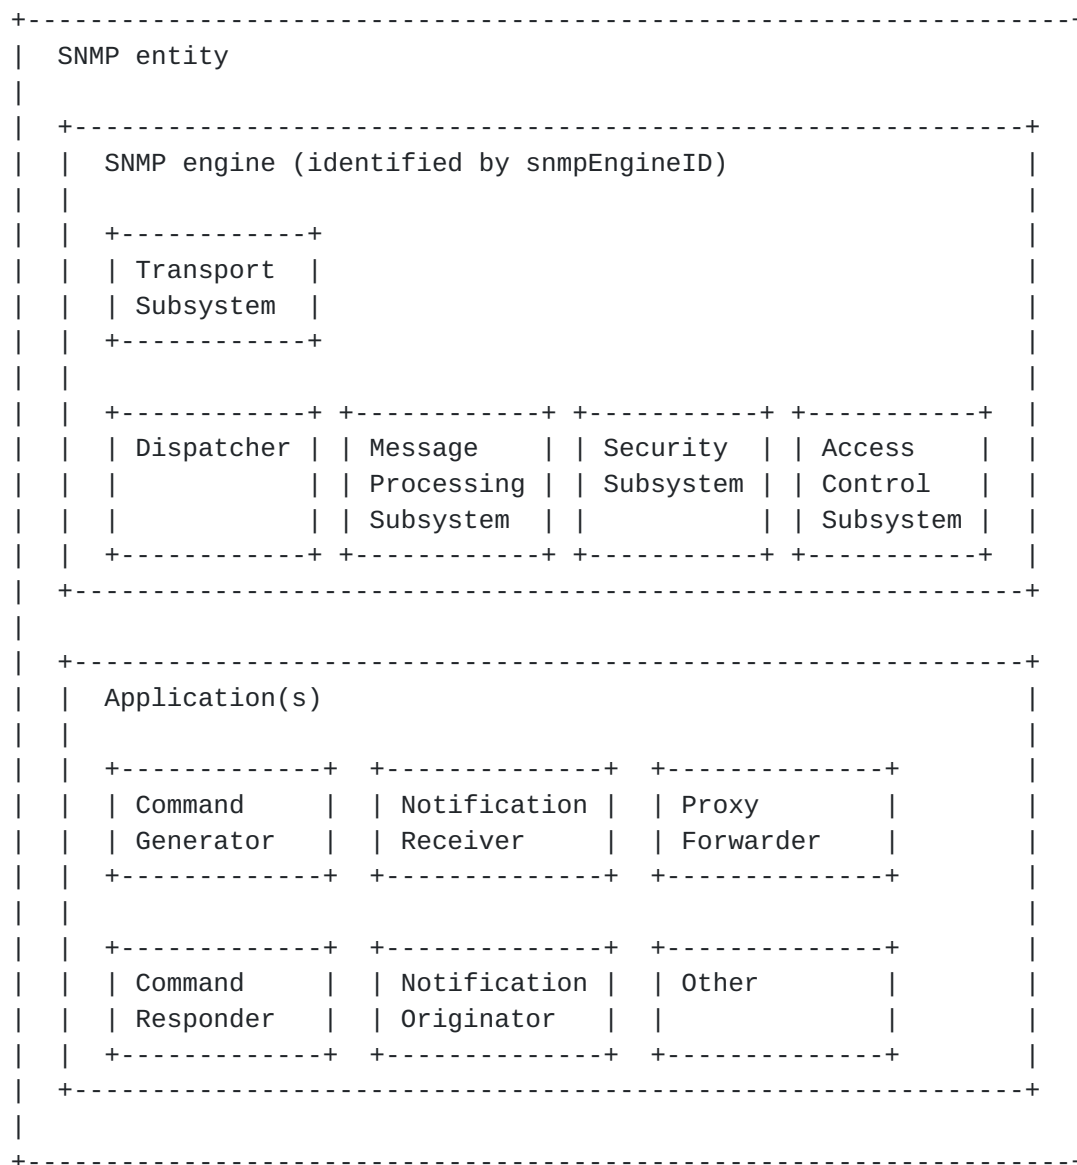 SNMP entity
SNMP engine (identified by snmpEngineID)
Transport
Subsystem
Dispatcher Message Security Access
Processing Subsystem Control
Subsystem Subsystem
Application(s)
Command Notification Proxy
Generator Receiver Forwarder
Command Notification Other
Responder Originator